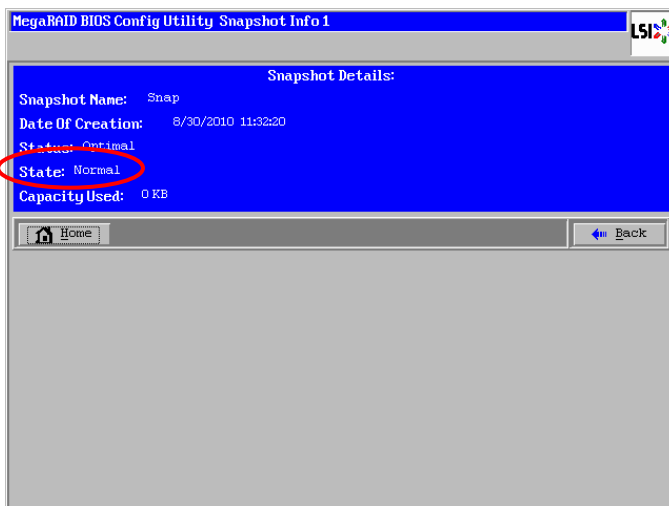 MegaRAID BIOS Config Utility Snapshot Info 1
LSI
Snapshot Details:
Snapshot Name: Snap
Date Of Creation: 8/30/2010 11:32:20
Status: Optimal
State: Normal
Capacity Used: 0 KB
Home
Back